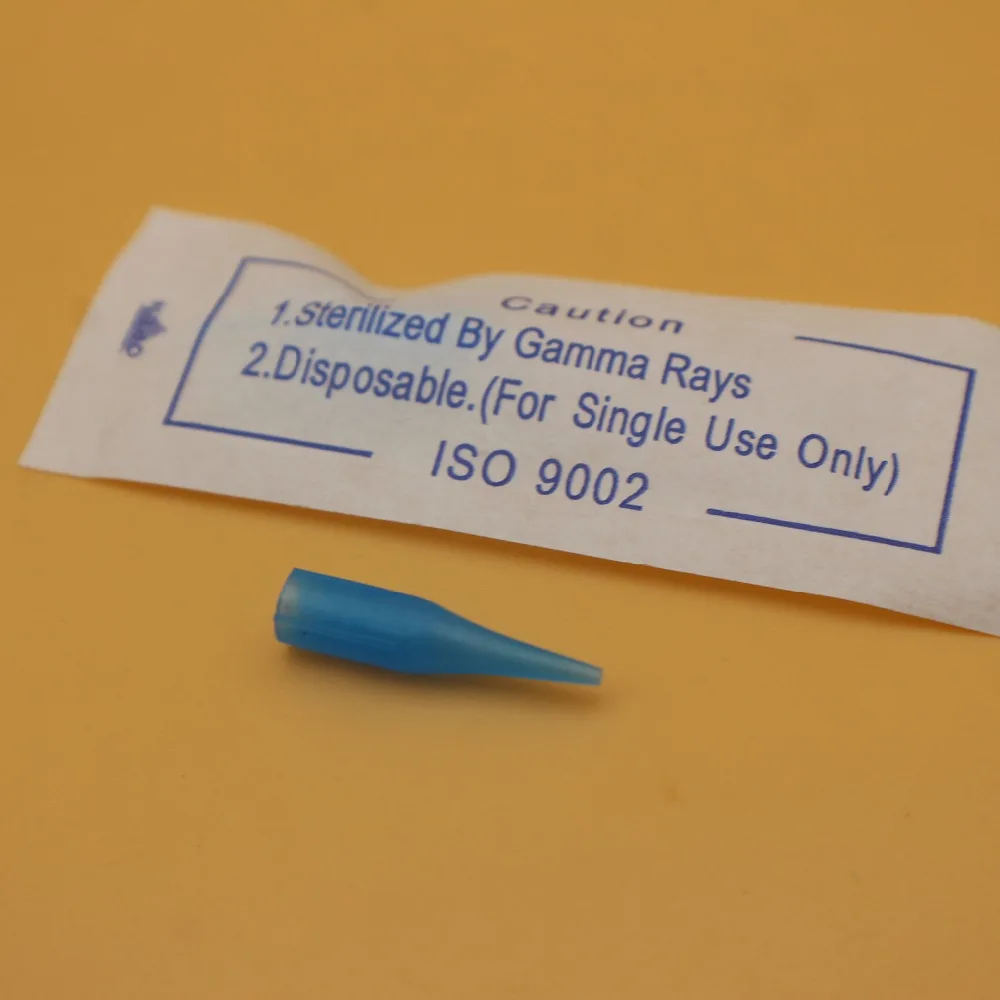 Caution
1.Sterilized By Gamma Rays
2.Disposable.(For Single Use Only)
ISO 9002